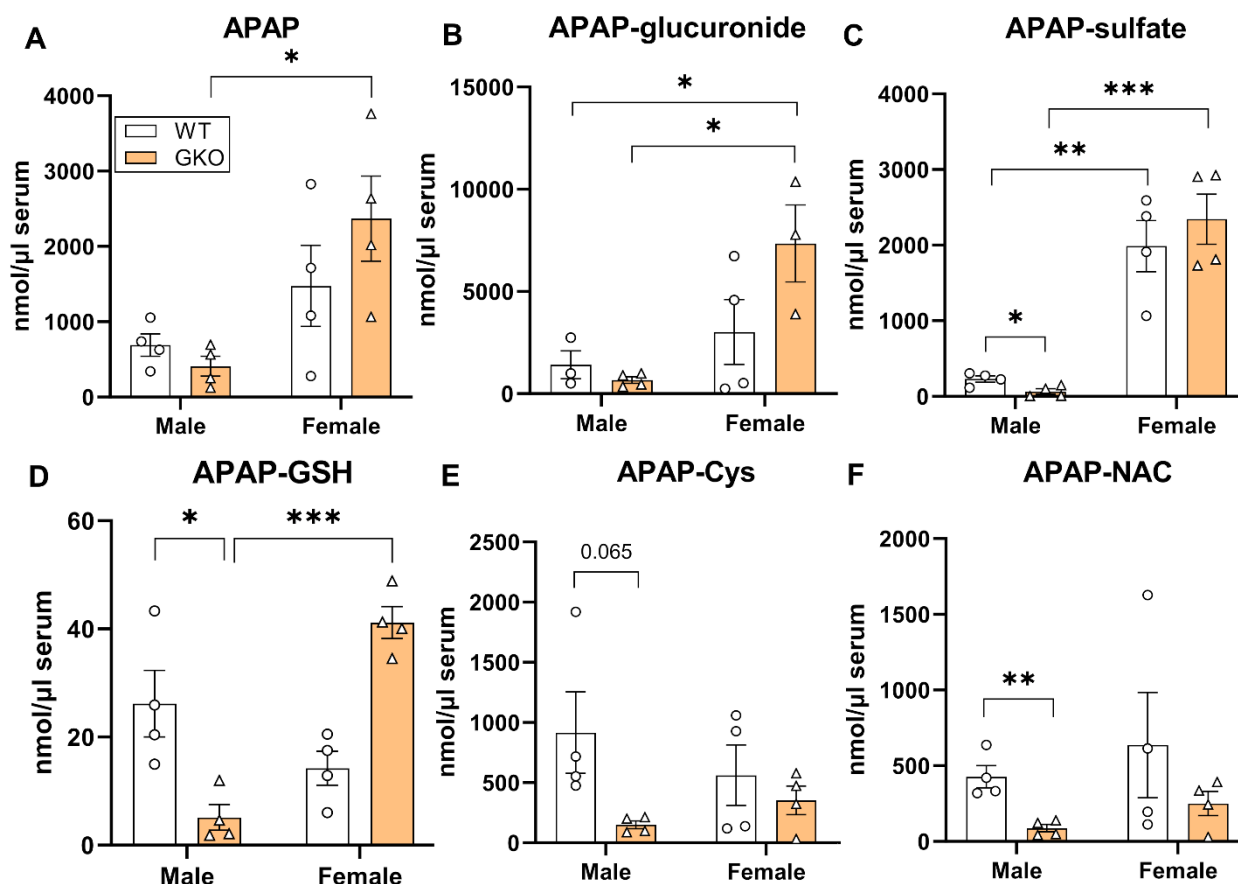 A
APAP
*
4000
3000
2000
1000
0
nmol/µl serum
WT
GKO
Male
Female
B
APAP-glucuronide
*
*
15000
10000
5000
0
nmol/µl serum
Male
Female
C
APAP-sulfate
***
**
*
4000
3000
2000
1000
0
nmol/µl serum
Male
Female
D
APAP-GSH
*
***
60
40
20
0
nmol/µl serum
Male
Female
E
APAP-Cys
0.065
2500
2000
1500
1000
500
0
nmol/µl serum
Male
Female
F
APAP-NAC
**
2000
1500
1000
500
0
nmol/µl serum
Male
Female